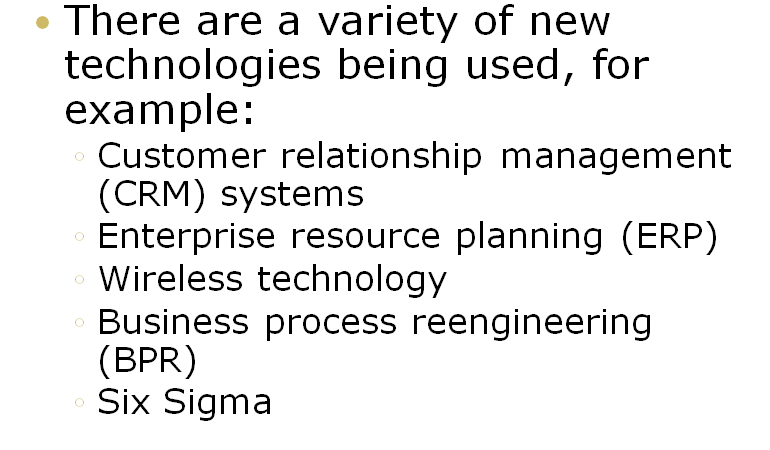 • There are a variety of new
technologies being used, for
example:
◦ Customer relationship management
(CRM) systems
◦ Enterprise resource planning (ERP)
◦ Wireless technology
◦ Business process reengineering
(BPR)
◦ Six Sigma